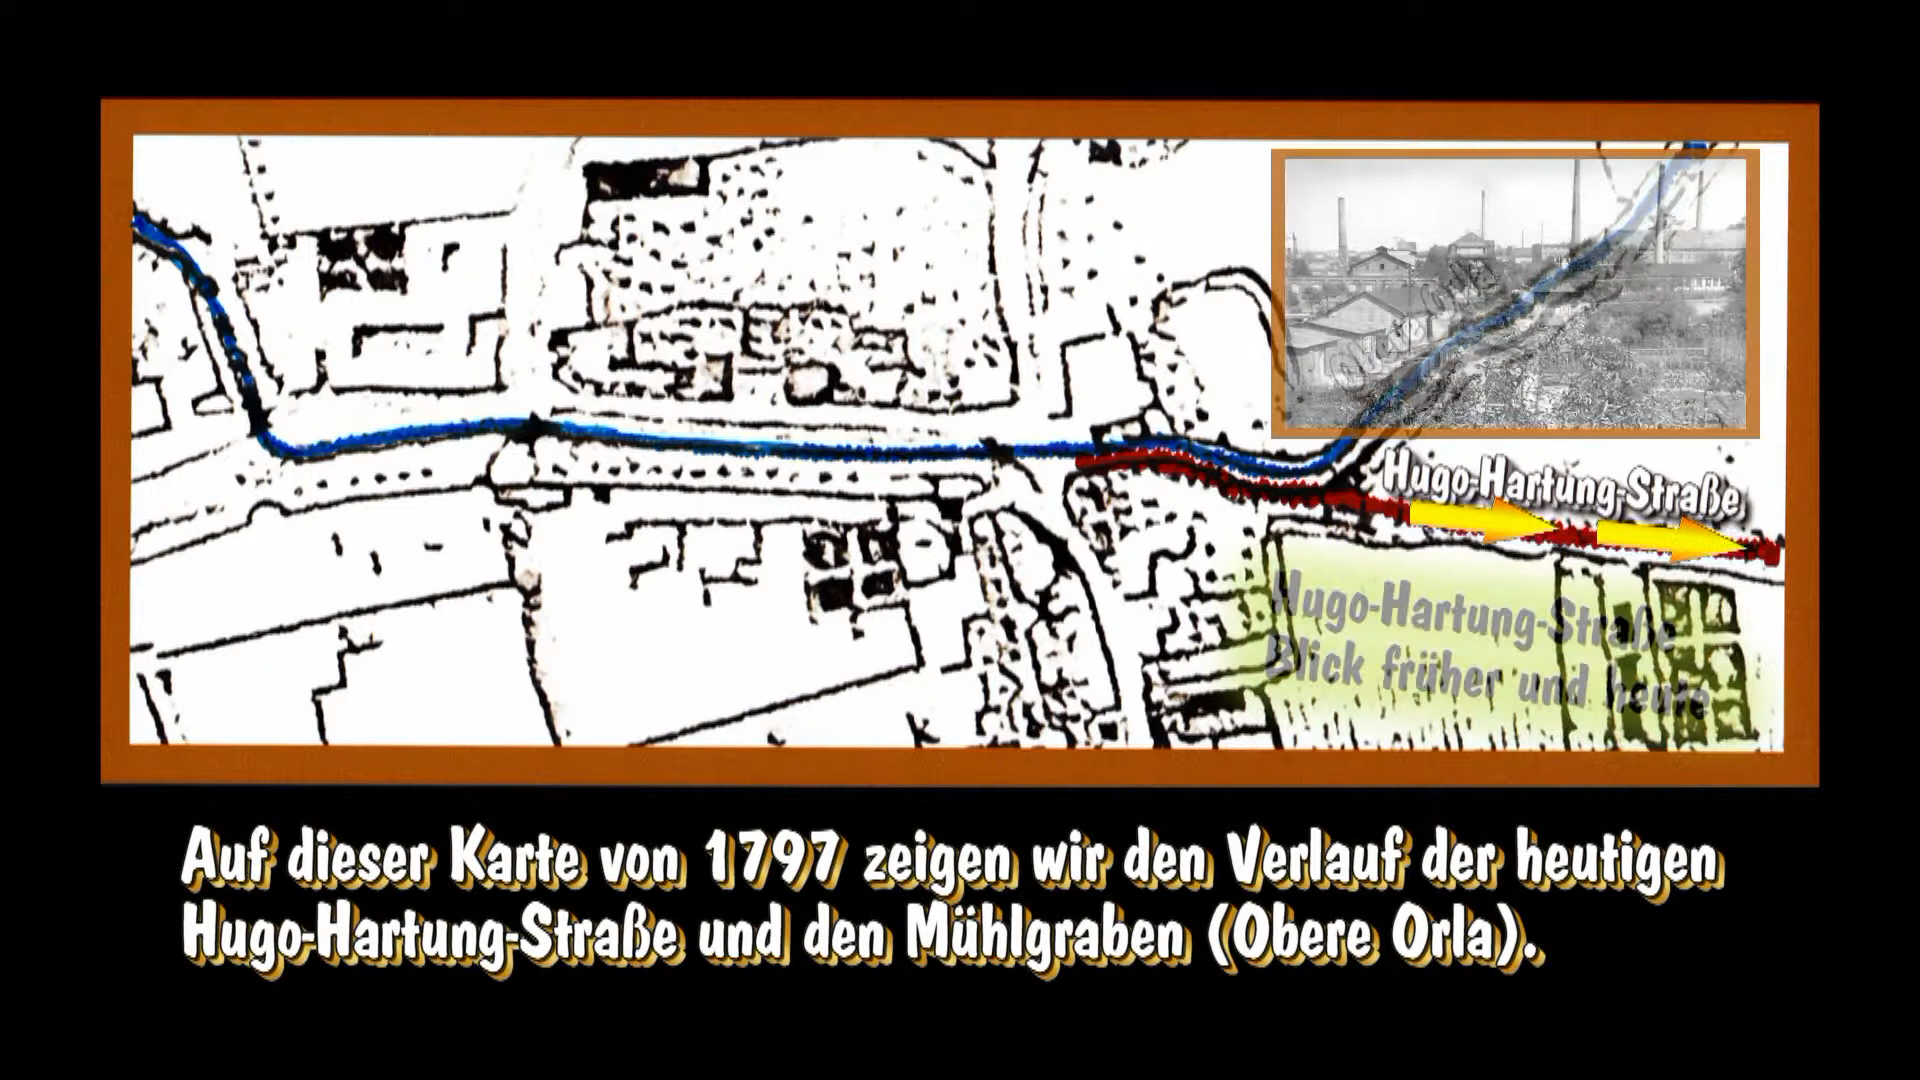 Hugo-Hartung-Straße
Hugo-Hartung-Straße
Blick früher und heute
Auf dieser Karte von 1797 zeigen wir den Verlauf der heutigen
Hugo-Hartung-Straße und den Mühlgraben (Obere Orla).